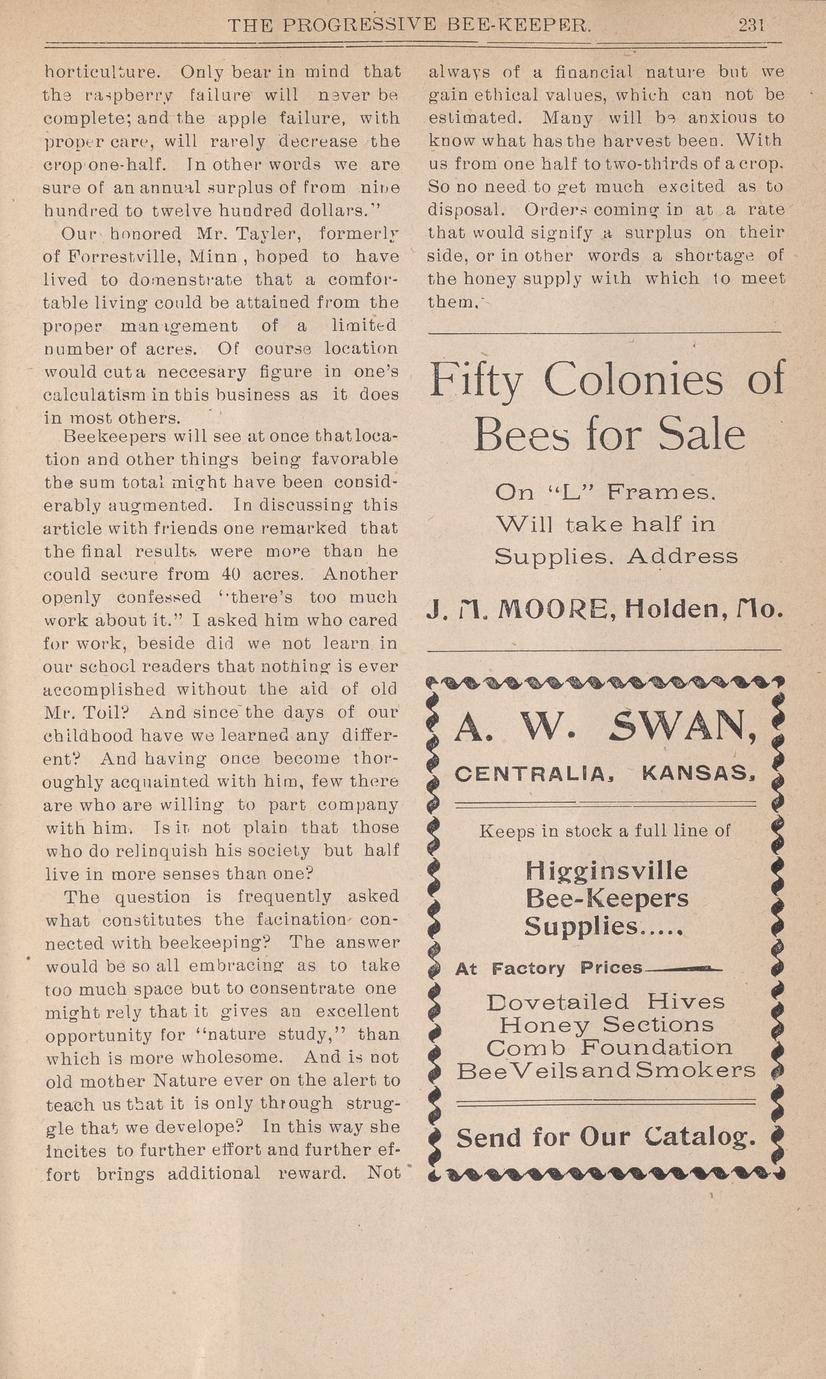 THE PROGRESSIVE BEE-KEEPER. 231
horticulture. Only bear in mind that
the raspberry failure will never be
complete; and the apple failure, with
proper care, will rarely decrease the
crop one-half. In other words we are
sure of an annual surplus of from nine
hundred to twelve hundred dollars."
Our honored Mr. Tayler, formerly
of Forrestville, Minn , hoped to have
lived to domenstrate that a comfor-
table living could be attained from the
proper management of a limited
number of acres. Of course location
would cut a neccesary figure in one's
calculatism in this business as it does
in most others.
Beekeepers will see at once that loca-
tion and other things being favorable
the sum total might have been consid-
erably augmented. In discussing this
article with friends one remarked that
the final results were more than he
could secure from 40 acres. Another
openly confessed "there's too much
work about it." I asked him who cared
for work, beside did we not learn in
our school readers that nothing is ever
accomplished without the aid of old
Mr. Toil? And since the days of our
childhood have we learned any differ-
ent? And having once become thor-
oughly acquainted with him, few there
are who are willing to part company
with him. Is it not plain that those
who do relinquish his society but half
live in more senses than one?
The question is frequently asked
what constitutes the facination con-
nected with beekeeping? The answer
would be so all embracing as to take
too much space but to consentrate one
might rely that it gives an excellent
opportunity for "nature study," than
which is more wholesome. And is not
old mother Nature ever on the alert to
teach us that it is only through strug-
gle that we develope? In this way she
incites to further effort and further ef-
fort brings additional reward. Not
always of a financial nature but we
gain ethical values, which can not be
estimated. Many will be anxious to
know what has the harvest been. With
us from one half to two-thirds of a crop.
So no need to get much excited as to
disposal. Orders coming in at a rate
that would signify a surplus on their
side, or in other words a shortage of
the honey supply with which to meet
them.
Fifty Colonies of
Bees for Sale
On "L" Frames.
Will take half in
Supplies. Address
J. M. MOORE, Holden, Mo.
A. W. SWAN,
CENTRALIA, KANSAS,
Keeps in stock a full line of
Higginsville
Bee-Keepers
Supplies.....
At Factory Prices
Dovetailed Hives
Honey Sections
Comb Foundation
Bee Veils and Smokers
Send for Our Catalog.